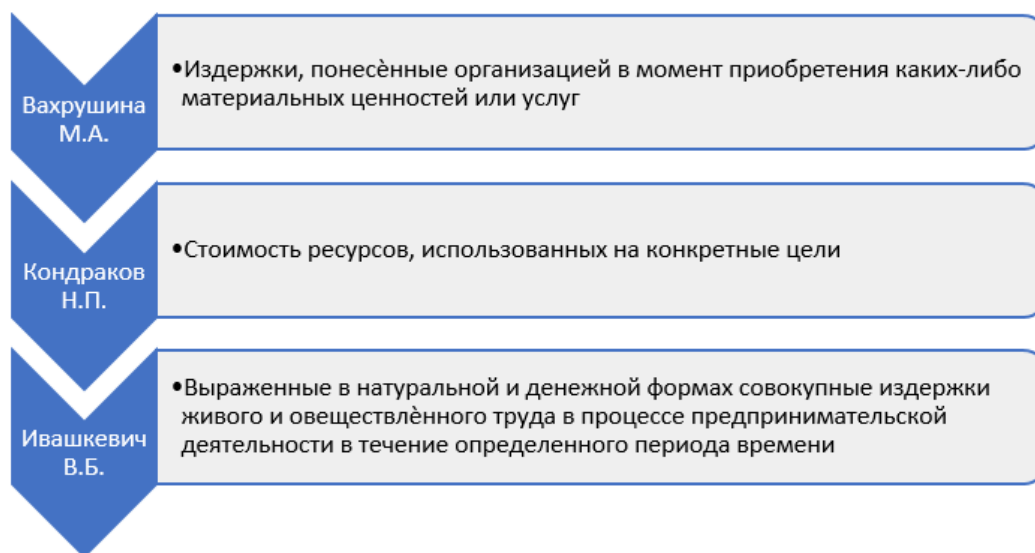 Вахрушина
М.А.
•Издержки, понесѐнные организацией в момент приобретения каких-либо
материальных ценностей или услуг
Кондраков
Н.П.
•Стоимость ресурсов, использованных на конкретные цели
Ивашкевич
В.Б.
•Выраженные в натуральной и денежной формах совокупные издержки
живого и овеществлѐнного труда в процессе предпринимательской
деятельности в течение определенного периода времени